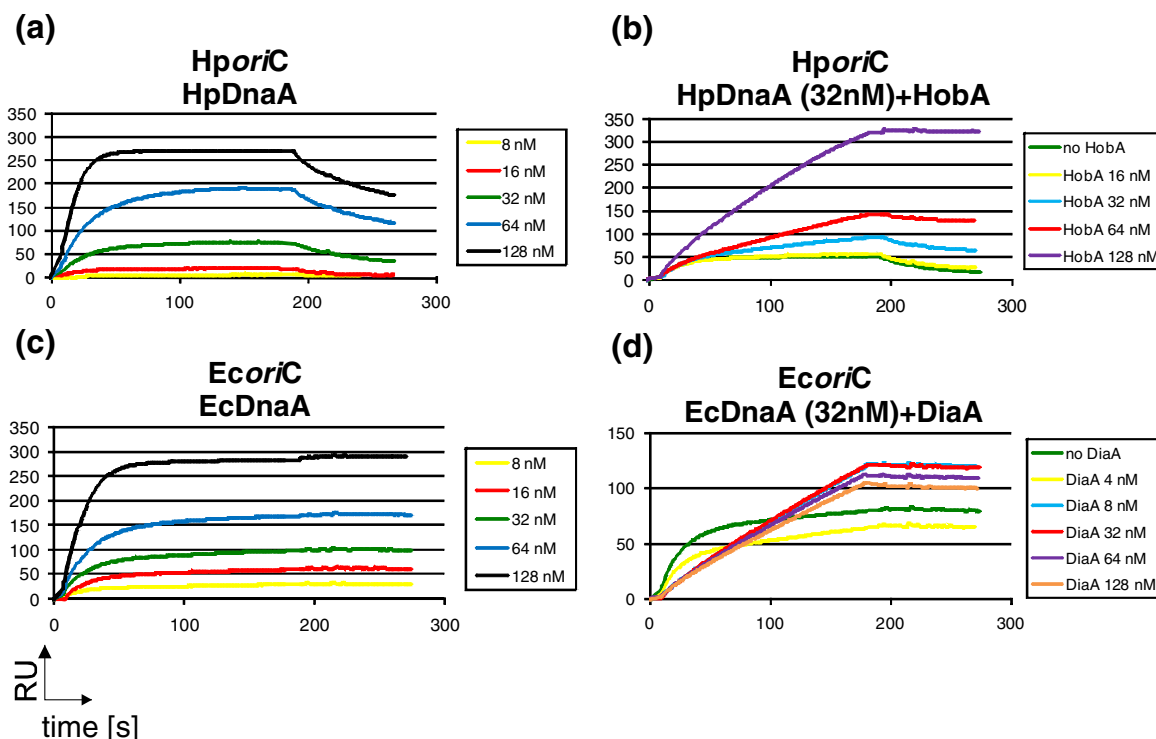 (a)
HporiC
HpDnaA
350
300
250
200
150
100
50
0
0 100 200 300
8 nM
16 nM
32 nM
64 nM
128 nM
(b)
HporiC
HpDnaA (32nM)+HobA
350
300
250
200
150
100
50
0
0 100 200 300
no HobA
HobA 16 nM
HobA 32 nM
HobA 64 nM
HobA 128 nM
(c)
EcoriC
EcDnaA
350
300
250
200
150
100
50
0
0 100 200 300
8 nM
16 nM
32 nM
64 nM
128 nM
(d)
EcoriC
EcDnaA (32nM)+DiaA
150
100
50
0
0 100 200 300
no DiaA
DiaA 4 nM
DiaA 8 nM
DiaA 32 nM
DiaA 64 nM
DiaA 128 nM
RU
time [s]